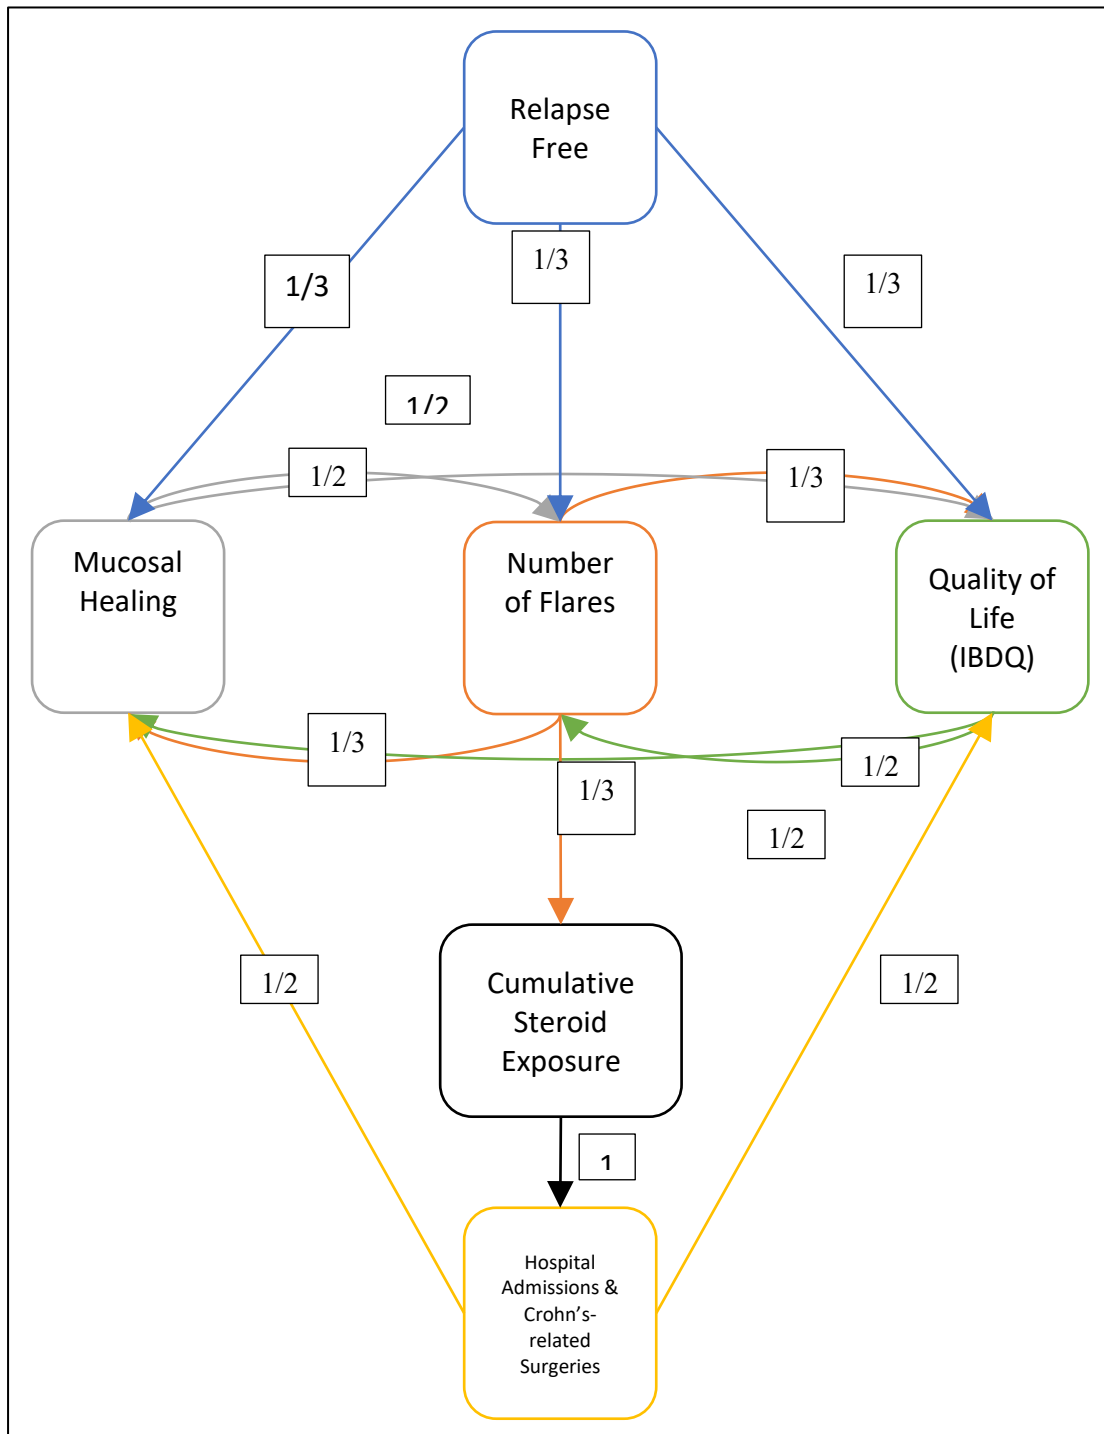 Relapse
Free
1/3
1/3
1/3
1/2
1/2
1/3
Mucosal
Healing
Number
of Flares
Quality of
Life
(IBDQ)
1/3
1/2
1/3
1/2
Cumulative
Steroid
Exposure
1/2
1/2
1
Hospital
Admissions &
Crohn's-
related
Surgeries